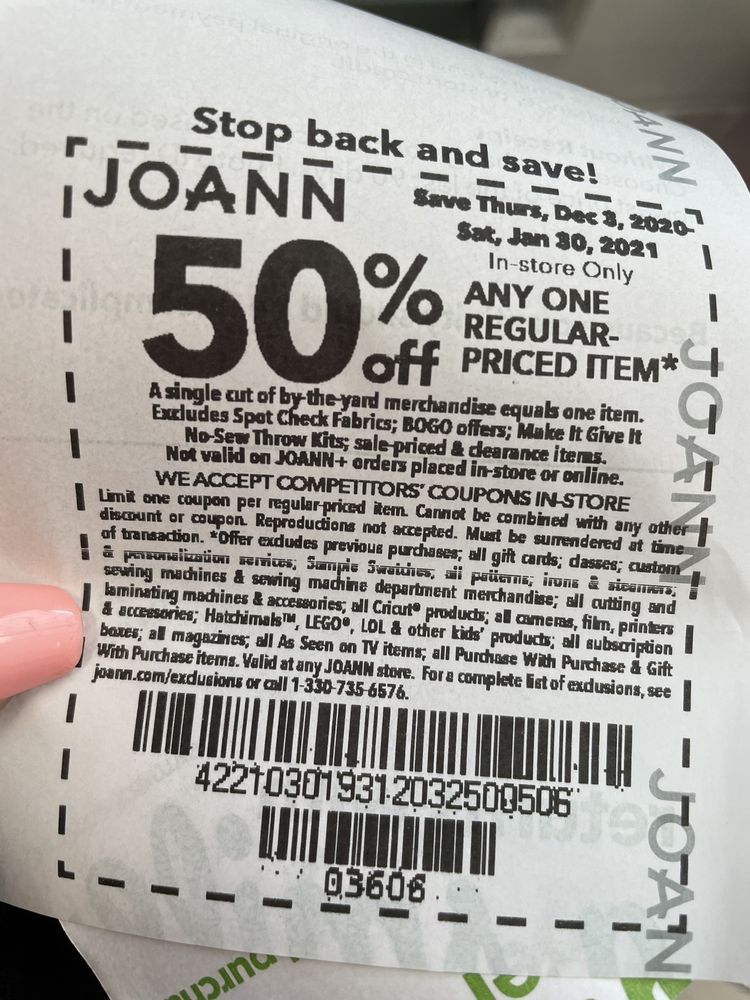 Stop back and save!
JOANN
Save Thurs, Dec 3, 2020-
Sat, Jan 30, 2021
In-store Only
50% off
ANY ONE
REGULAR-
PRICED ITEM*
A single cut of by-the-yard merchandise equals one item.
Excludes Spot Check Fabrics; BOGO offers; Make It Give It
No-Sew Throw Kits; sale-priced & clearance items.
Not valid on JOANN+ orders placed in-store or online.
WE ACCEPT COMPETITORS' COUPONS IN-STORE
Limit one coupon per regular-priced item. Cannot be combined with any other
discount or coupon. Reproductions not accepted. Must be surrendered at time
of transaction. *Offer excludes previous purchases; all gift cards; classes; custom
& personalization services; Sample Swatches; all patterns; irons & steamers;
sewing machines & sewing machine department merchandise; all cutting and
laminating machines & accessories; all Cricut® products; all cameras, film, printers
& accessories; Hatchimals™, LEGO®, LOL & other kids' products; all subscription
boxes; all magazines; all As Seen on TV items; all Purchase With Purchase & Gift
With Purchase items. Valid at any JOANN store. For a complete list of exclusions, see
joann.com/exclusions or call 1-330-735-6576.
422103019312032500506
03606
JOANN
JOANN
JOANN